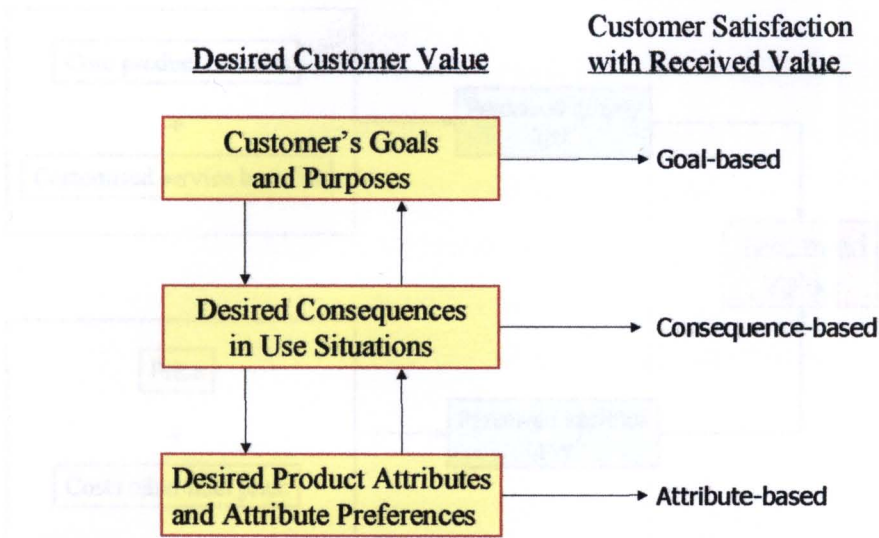 Customer Satisfaction
Desired Customer Value
with Received Value
Customer's Goals
and Purposes
Goal-based
Desired Consequences
in Use Situations
Consequence-based
Desired Product Attributes
and Attribute Preferences
Attribute-based